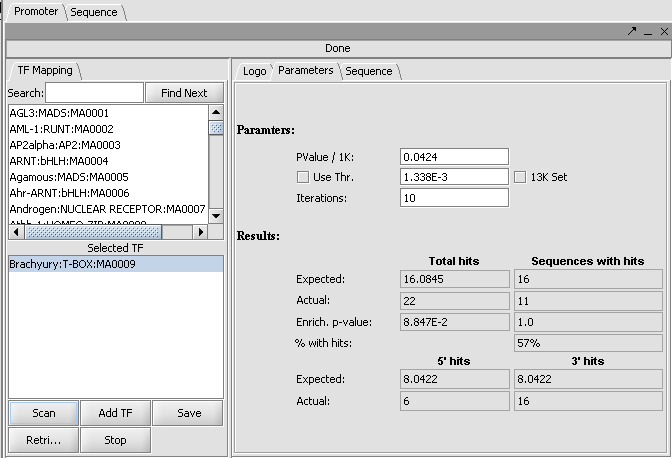 Promoter Sequence
Done
TF Mapping
Search: Find Next
AGL3:MADS:MA0001
AML-1:RUNT:MA0002
AP2alpha:AP2:MA0003
ARNT:bHLH:MA0004
Agamous:MADS:MA0005
Ahr-ARNT:bHLH:MA0006
Androgen:NUCLEAR RECEPTOR:MA0007
Selected TF
Brachyury:T-BOX:MA0009
Scan Add TF Save
Retri... Stop
Logo Parameters Sequence
Paramters:
PValue / 1K: 0.0424
Use Thr. 1.338E-3 13K Set
Iterations: 10
Results:
Total hits Sequences with hits
Expected: 16.0845 16
Actual: 22 11
Enrich. p-value: 8.847E-2 1.0
% with hits: 57%
5' hits 3' hits
Expected: 8.0422 8.0422
Actual: 6 16